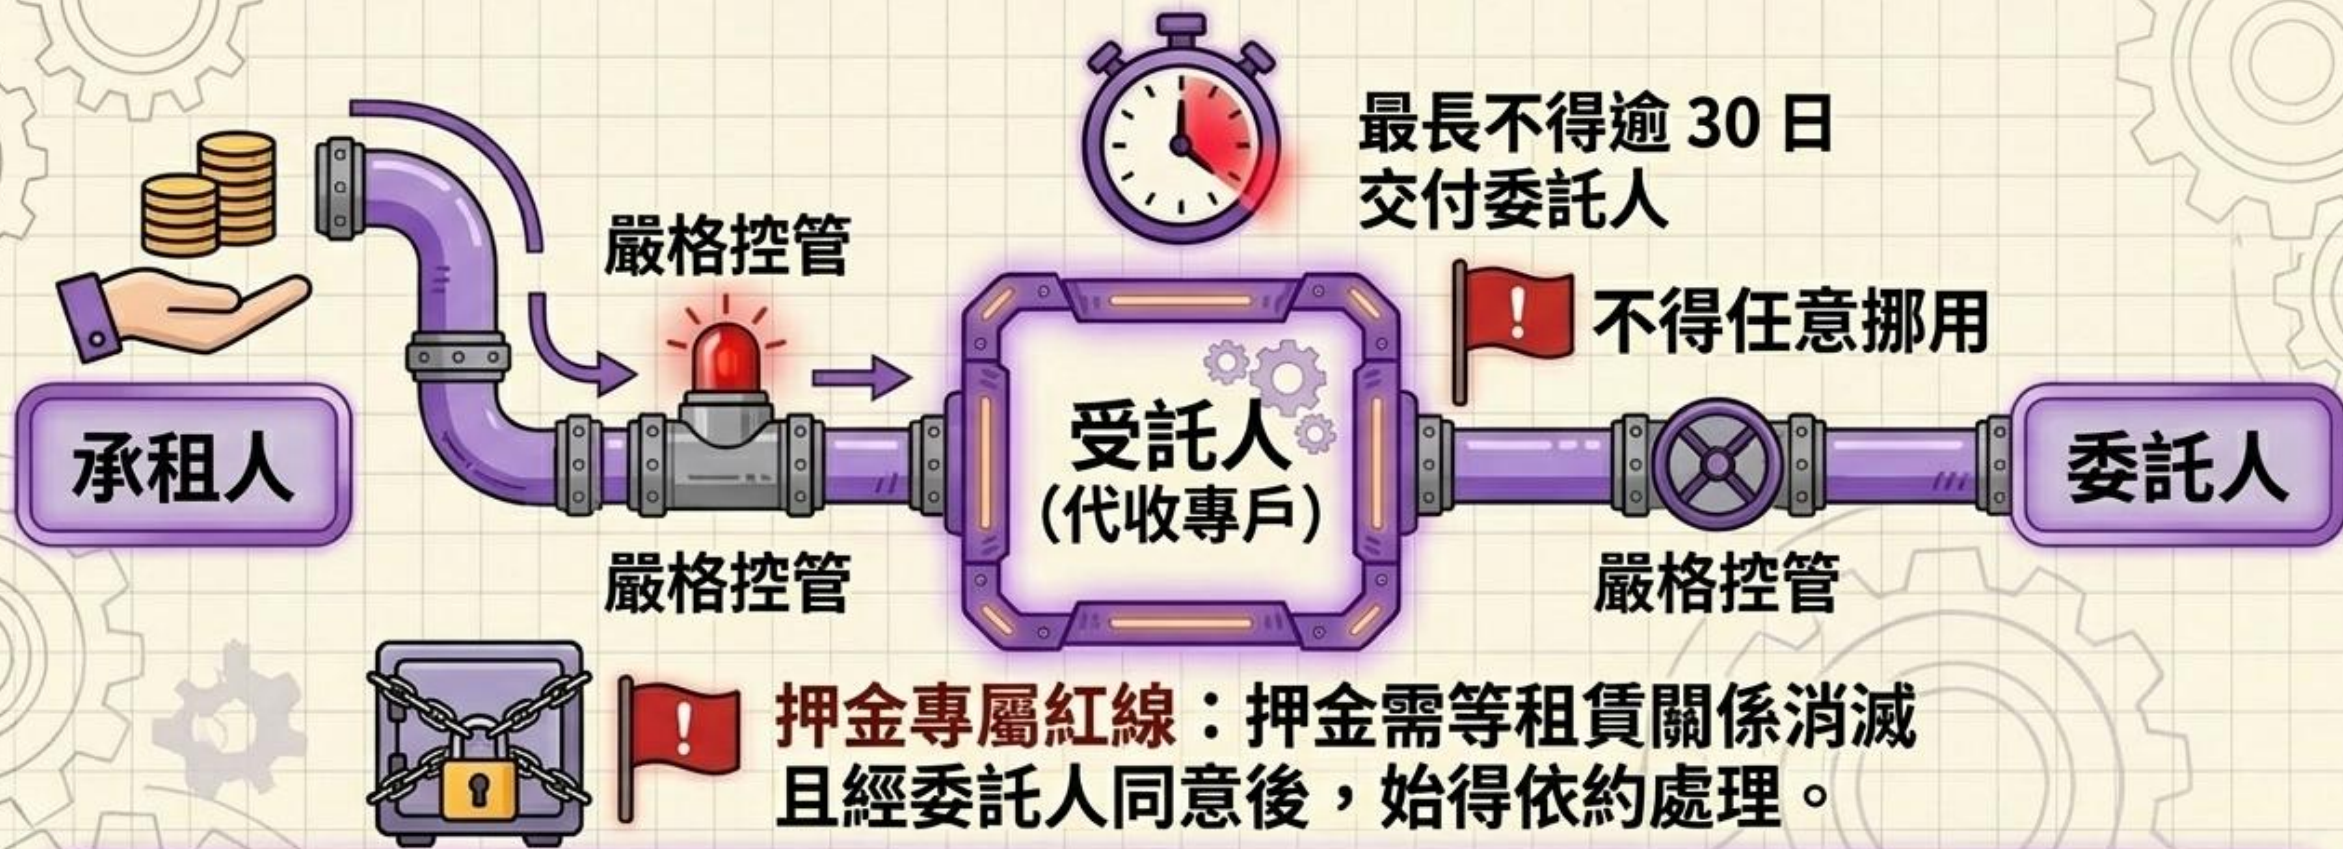 最長不得逾 30 日
交付委託人
嚴格控管
不得任意挪用
承租人
受託人
（代收專戶）
委託人
嚴格控管
嚴格控管
押金專屬紅線：押金需等租賃關係消滅
且經委託人同意後，始得依約處理。